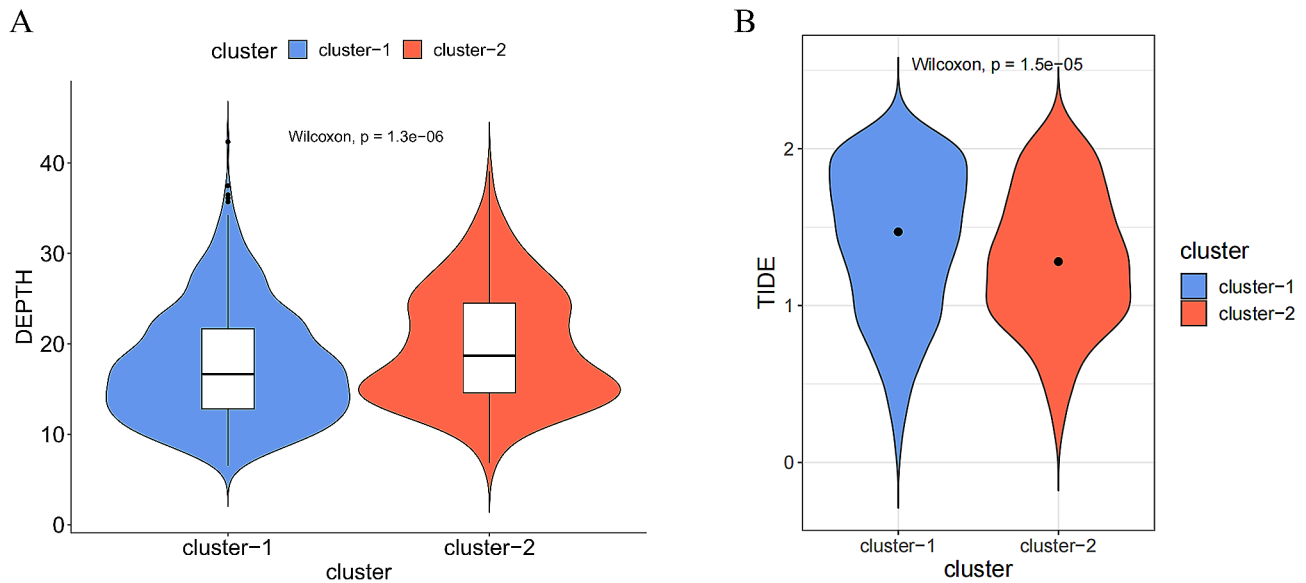 A
cluster cluster−1 cluster−2
Wilcoxon, p = 1.3e−06
DEPTH
40
30
20
10
0
cluster−1 cluster−2
cluster
B
Wilcoxon, p = 1.5e−05
TIDE
2
1
0
cluster−1 cluster−2
cluster
cluster
cluster−1
cluster−2